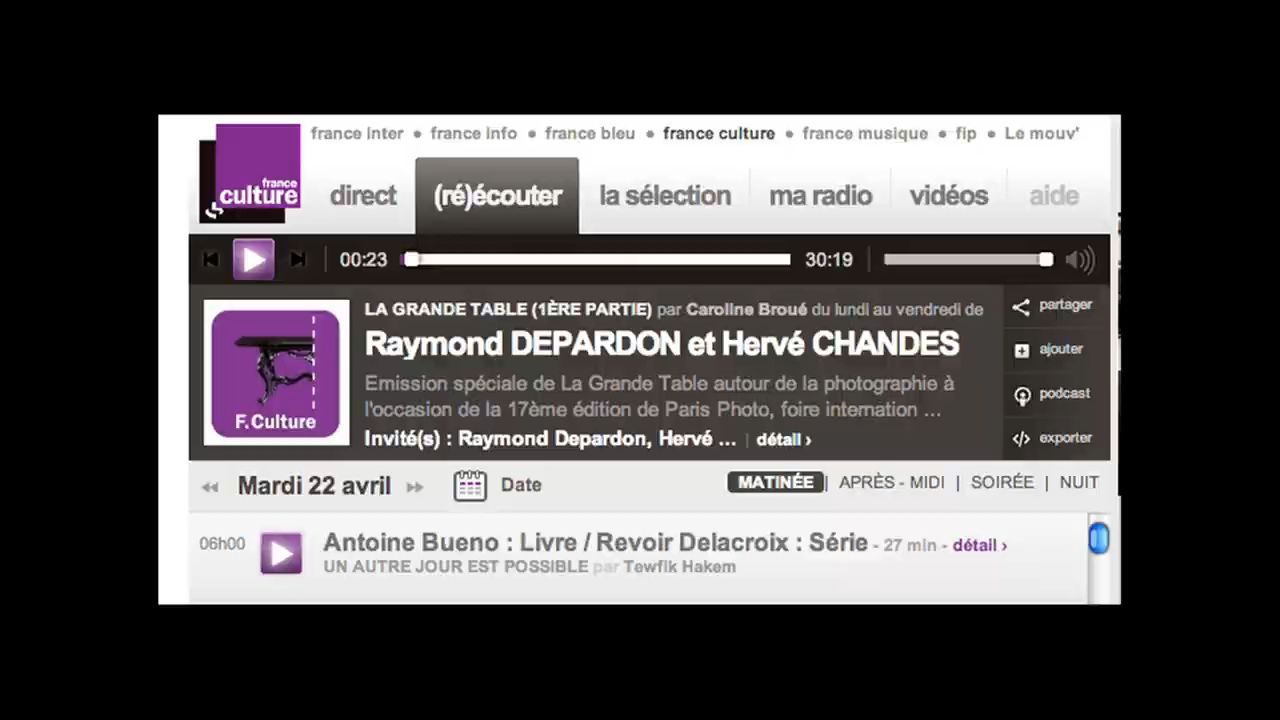 france inter • france info • france bleu • france culture • france musique • fip • Le mouv'
france
culture
direct (ré)écouter la sélection ma radio vidéos aide
00:23 30:19
LA GRANDE TABLE (1ÈRE PARTIE) par Caroline Broué du lundi au vendredi de
Raymond DEPARDON et Hervé CHANDES
Emission spéciale de La Grande Table autour de la photographie à
l'occasion de la 17ème édition de Paris Photo, foire internation ...
Invité(s) : Raymond Depardon, Hervé ... | détail ›
F.Culture
partager
ajouter
podcast
exporter
Mardi 22 avril Date MATINÉE | APRÈS - MIDI | SOIRÉE | NUIT
06h00 Antoine Bueno : Livre / Revoir Delacroix : Série - 27 min - détail ›
UN AUTRE JOUR EST POSSIBLE par Tewfik Hakem